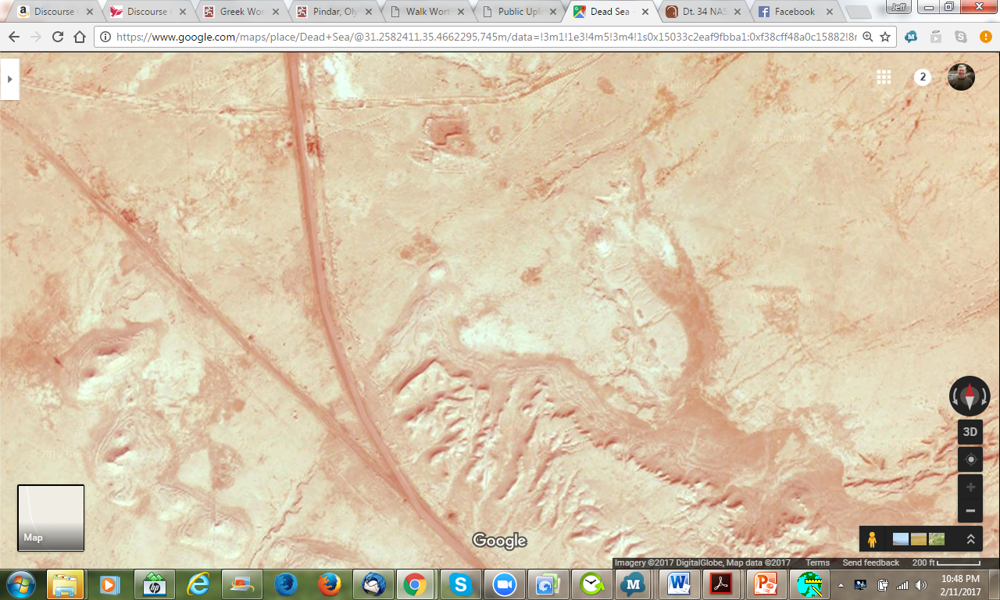 Discourse
Discourse
Greek Wor
Pindar, Oly
Walk Wort
Public Uplo
Dead Sea -
Dt. 34 NAS
Facebook
Jeff
https://www.google.com/maps/place/Dead+Sea/@31.2582411,35.4662295,745m/data=!3m1!1e3!4m5!3m4!1s0x15033c2eaf9fbba1:0xf38cff48a0c15882!8m
2
3D
Map
Google
Imagery ©2017 DigitalGlobe, Map data ©2017 Terms Send feedback 200 ft
10:48 PM
2/11/2017